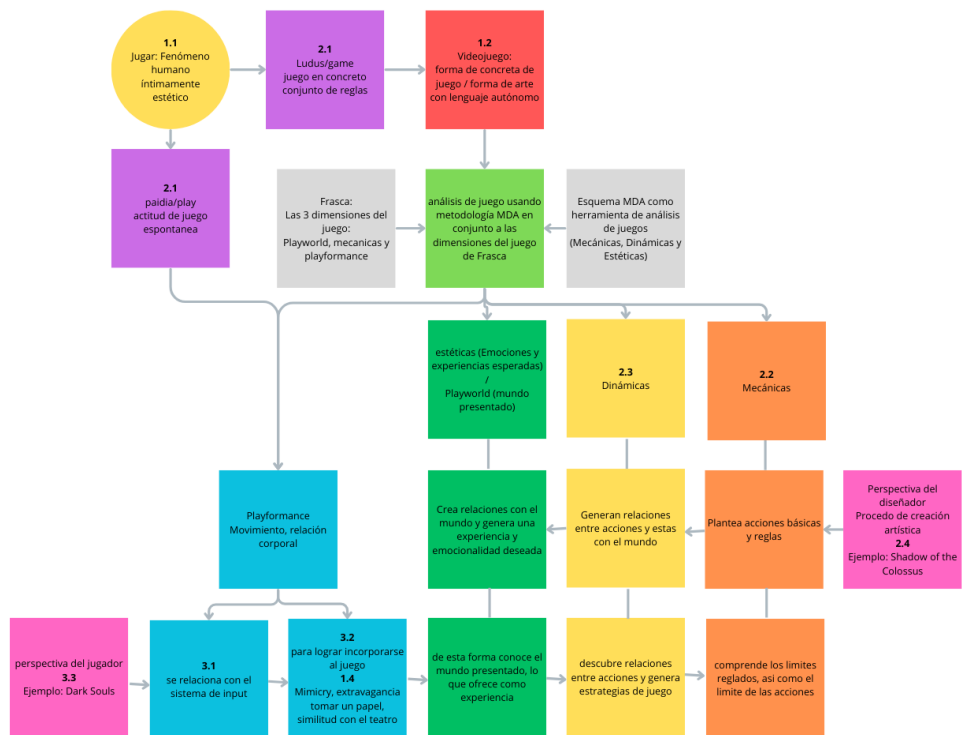 1.1
Jugar: Fenómeno
humano
íntimamente
estético
2.1
Ludus/game
juego en concreto
conjunto de reglas
1.2
Videojuego:
forma de concreta de
juego / forma de arte
con lenguaje autónomo
2.1
paidia/play
actitud de juego
espontanea
Frasca:
Las 3 dimensiones del
juego:
Playworld, mecanicas y
playformance
análisis de juego usando
metodología MDA en
conjunto a las
dimensiones del juego
de Frasca
Esquema MDA como
herramienta de análisis
de juegos
(Mecánicas, Dinámicas y
Estéticas)
estéticas (Emociones y
experiencias esperadas)
/
Playworld (mundo
presentado)
2.3
Dinámicas
2.2
Mecánicas
Playformance
Movimiento, relación
corporal
Crea relaciones con el
mundo y genera una
experiencia y
emocionalidad deseada
Generan relaciones
entre acciones y estas
con el mundo
Plantea acciones básicas
y reglas
Perspectiva del
diseñador
Procedo de creación
artística
2.4
Ejemplo: Shadow of the
Colossus
perspectiva del jugador
3.3
Ejemplo: Dark Souls
3.1
se relaciona con el
sistema de input
3.2
para lograr incorporarse
al juego
1.4
Mimicry, extravagancia
tomar un papel,
similitud con el teatro
de esta forma conoce el
mundo presentado, lo
que ofrece como
experiencia
descubre relaciones
entre acciones y genera
estrategias de juego
comprende los limites
reglados, asi como el
limite de las acciones